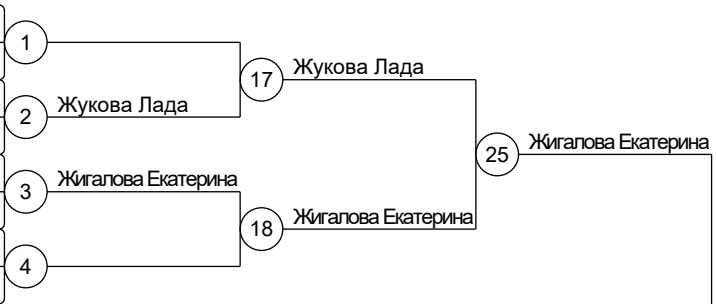 1
17 Жукова Лада
2 Жукова Лада
25 Жигалова Екатерина
3 Жигалова Екатерина
18 Жигалова Екатерина
4